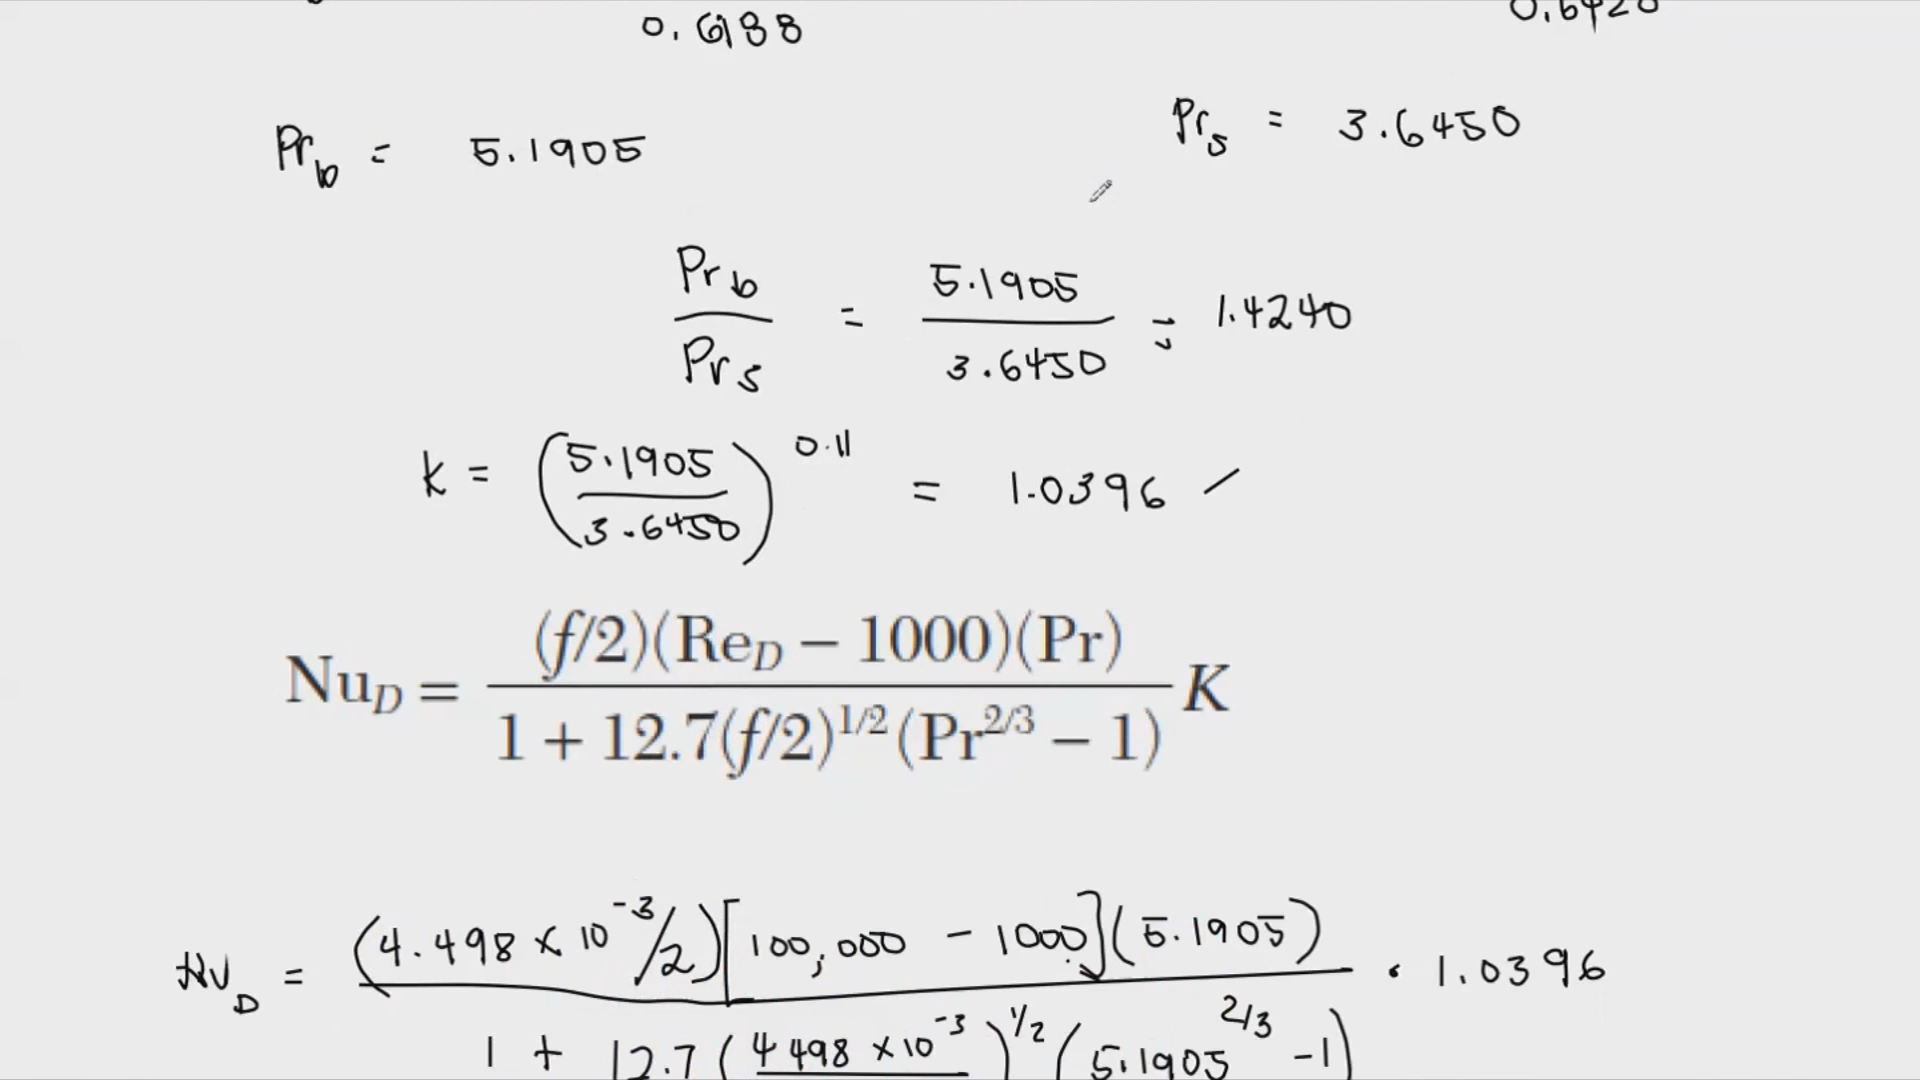 0.6188
Pr_b = 5.1905
Pr_s = 3.6450
Pr_b / Pr_s = 5.1905 / 3.6450 = 1.4240
k = (5.1905 / 3.6450)^0.11 = 1.0396
Nu_D = (f/2)(Re_D − 1000)(Pr) / 1 + 12.7(f/2)^1/2 (Pr^2/3 − 1) K
Nu_D = (4.498 × 10^-3/2)[100,000 − 1000](5.1905) / 1 + 12.7 (4.498 × 10^-3)^1/2 (5.1905^2/3 − 1) · 1.0396